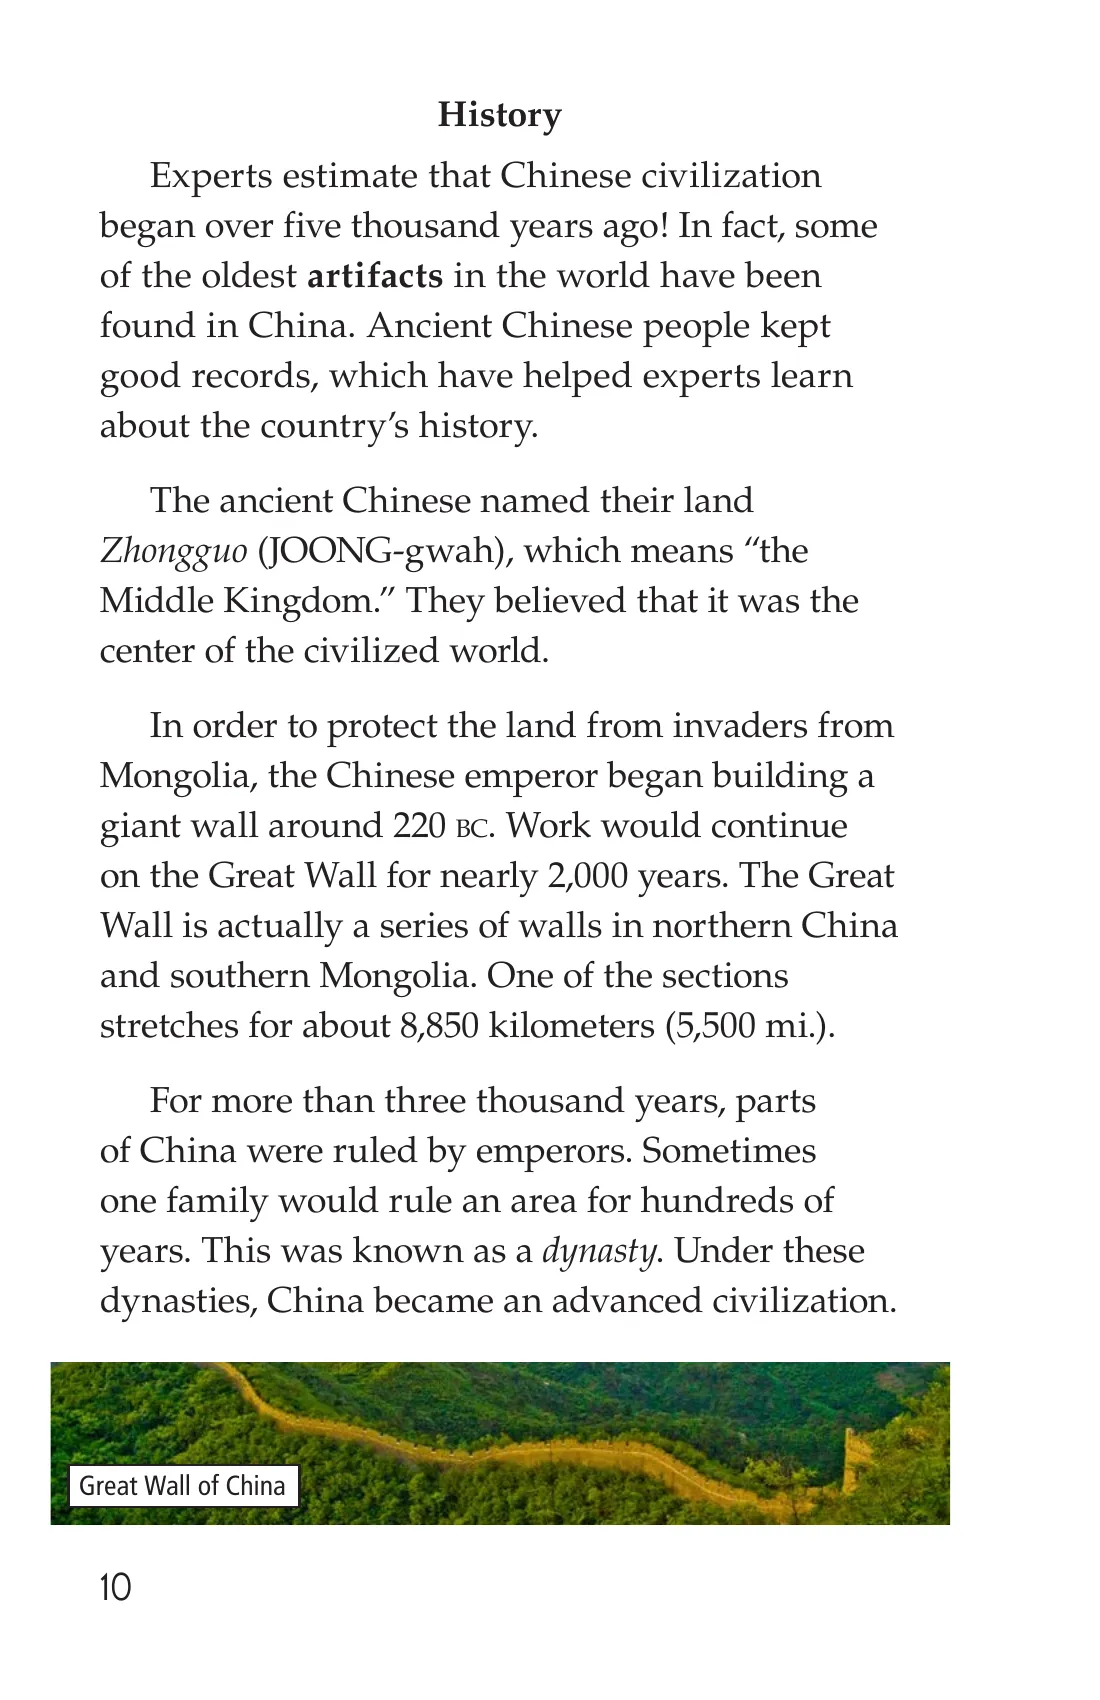 History
Experts estimate that Chinese civilization
began over five thousand years ago! In fact, some
of the oldest artifacts in the world have been
found in China. Ancient Chinese people kept
good records, which have helped experts learn
about the country’s history.
The ancient Chinese named their land
Zhongguo (JOONG-gwah), which means “the
Middle Kingdom.” They believed that it was the
center of the civilized world.
In order to protect the land from invaders from
Mongolia, the Chinese emperor began building a
giant wall around 220 BC. Work would continue
on the Great Wall for nearly 2,000 years. The Great
Wall is actually a series of walls in northern China
and southern Mongolia. One of the sections
stretches for about 8,850 kilometers (5,500 mi.).
For more than three thousand years, parts
of China were ruled by emperors. Sometimes
one family would rule an area for hundreds of
years. This was known as a dynasty. Under these
dynasties, China became an advanced civilization.
Great Wall of China
10